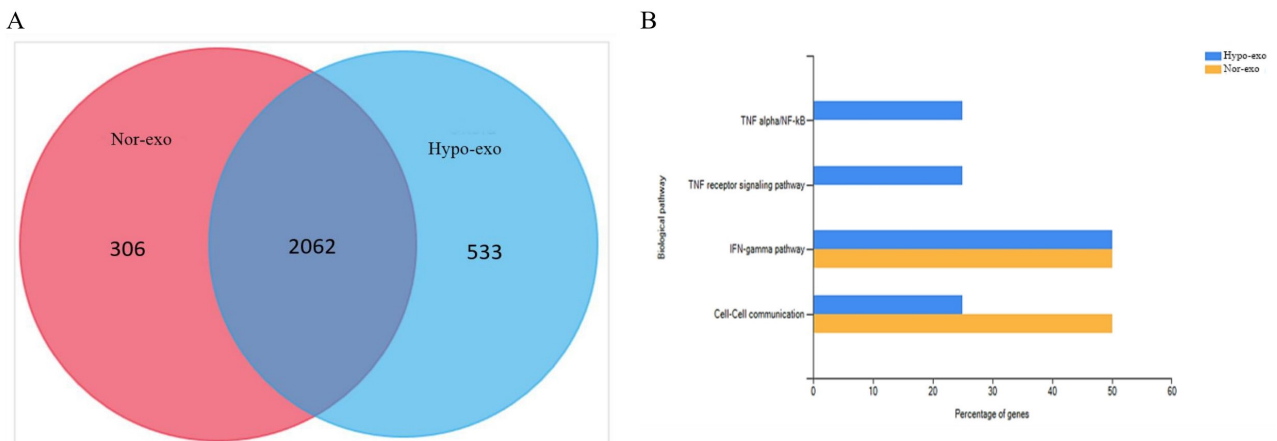 A
Nor-exo
Hypo-exo
306
2062
533
B
Hypo-exo
Nor-exo
Biological pathway
TNF alpha/NF-kB
TNF receptor signaling pathway
IFN-gamma pathway
Cell-Cell communication
0 10 20 30 40 50 60
Percentage of genes